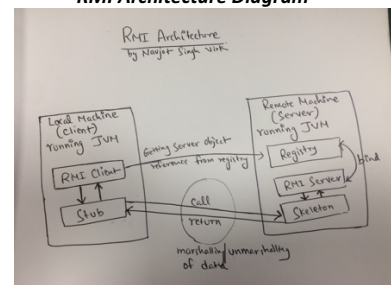 RMI Architecture Diagram
RMI Architecture
by Navjot Singh Virk
Local Machine
(Client)
running JVM
RMI Client
Stub
Getting Server object
reference from registry
call
return
marshalling/unmarshalling
of data
Remote Machine
(Server)
running JVM
Registry
bind
RMI Server
Skeleton